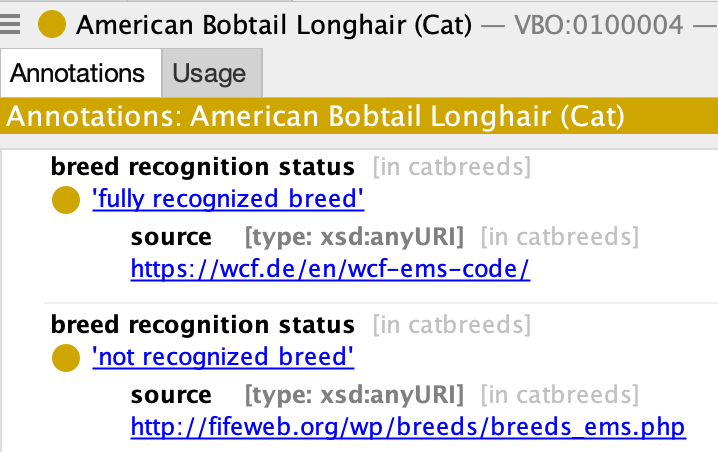 American Bobtail Longhair (Cat) — VBO:0100004 —
Annotations Usage
Annotations: American Bobtail Longhair (Cat)
breed recognition status [in catbreeds]
'fully recognized breed'
source [type: xsd:anyURI] [in catbreeds]
https://wcf.de/en/wcf-ems-code/
breed recognition status [in catbreeds]
'not recognized breed'
source [type: xsd:anyURI] [in catbreeds]
http://fifeweb.org/wp/breeds/breeds_ems.php